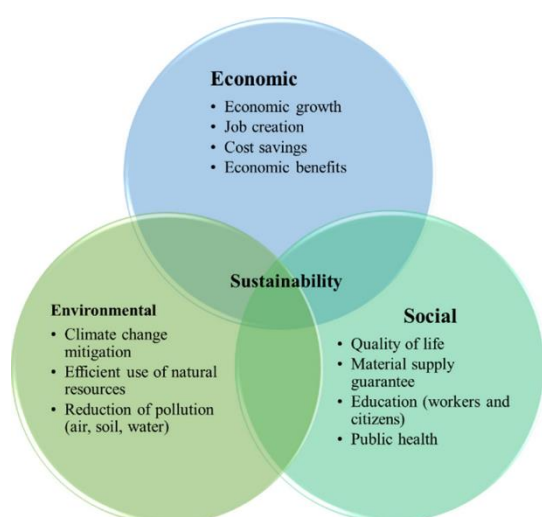 Economic
• Economic growth
• Job creation
• Cost savings
• Economic benefits
Sustainability
Environmental
• Climate change
mitigation
• Efficient use of natural
resources
• Reduction of pollution
(air, soil, water)
Social
• Quality of life
• Material supply
guarantee
• Education (workers and
citizens)
• Public health